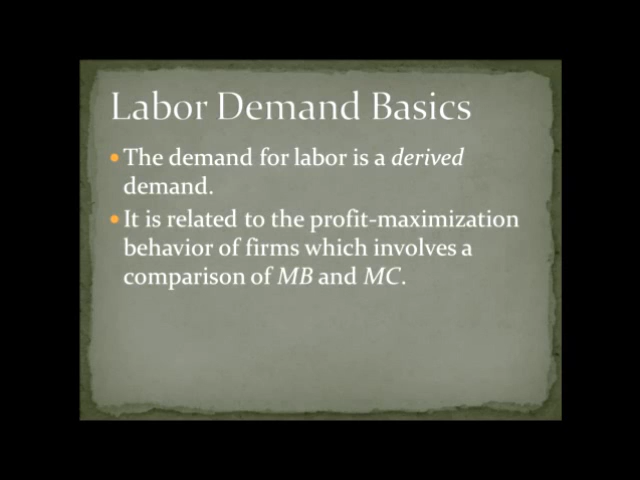 Labor Demand Basics
• The demand for labor is a derived
demand.
• It is related to the profit-maximization
behavior of firms which involves a
comparison of MB and MC.